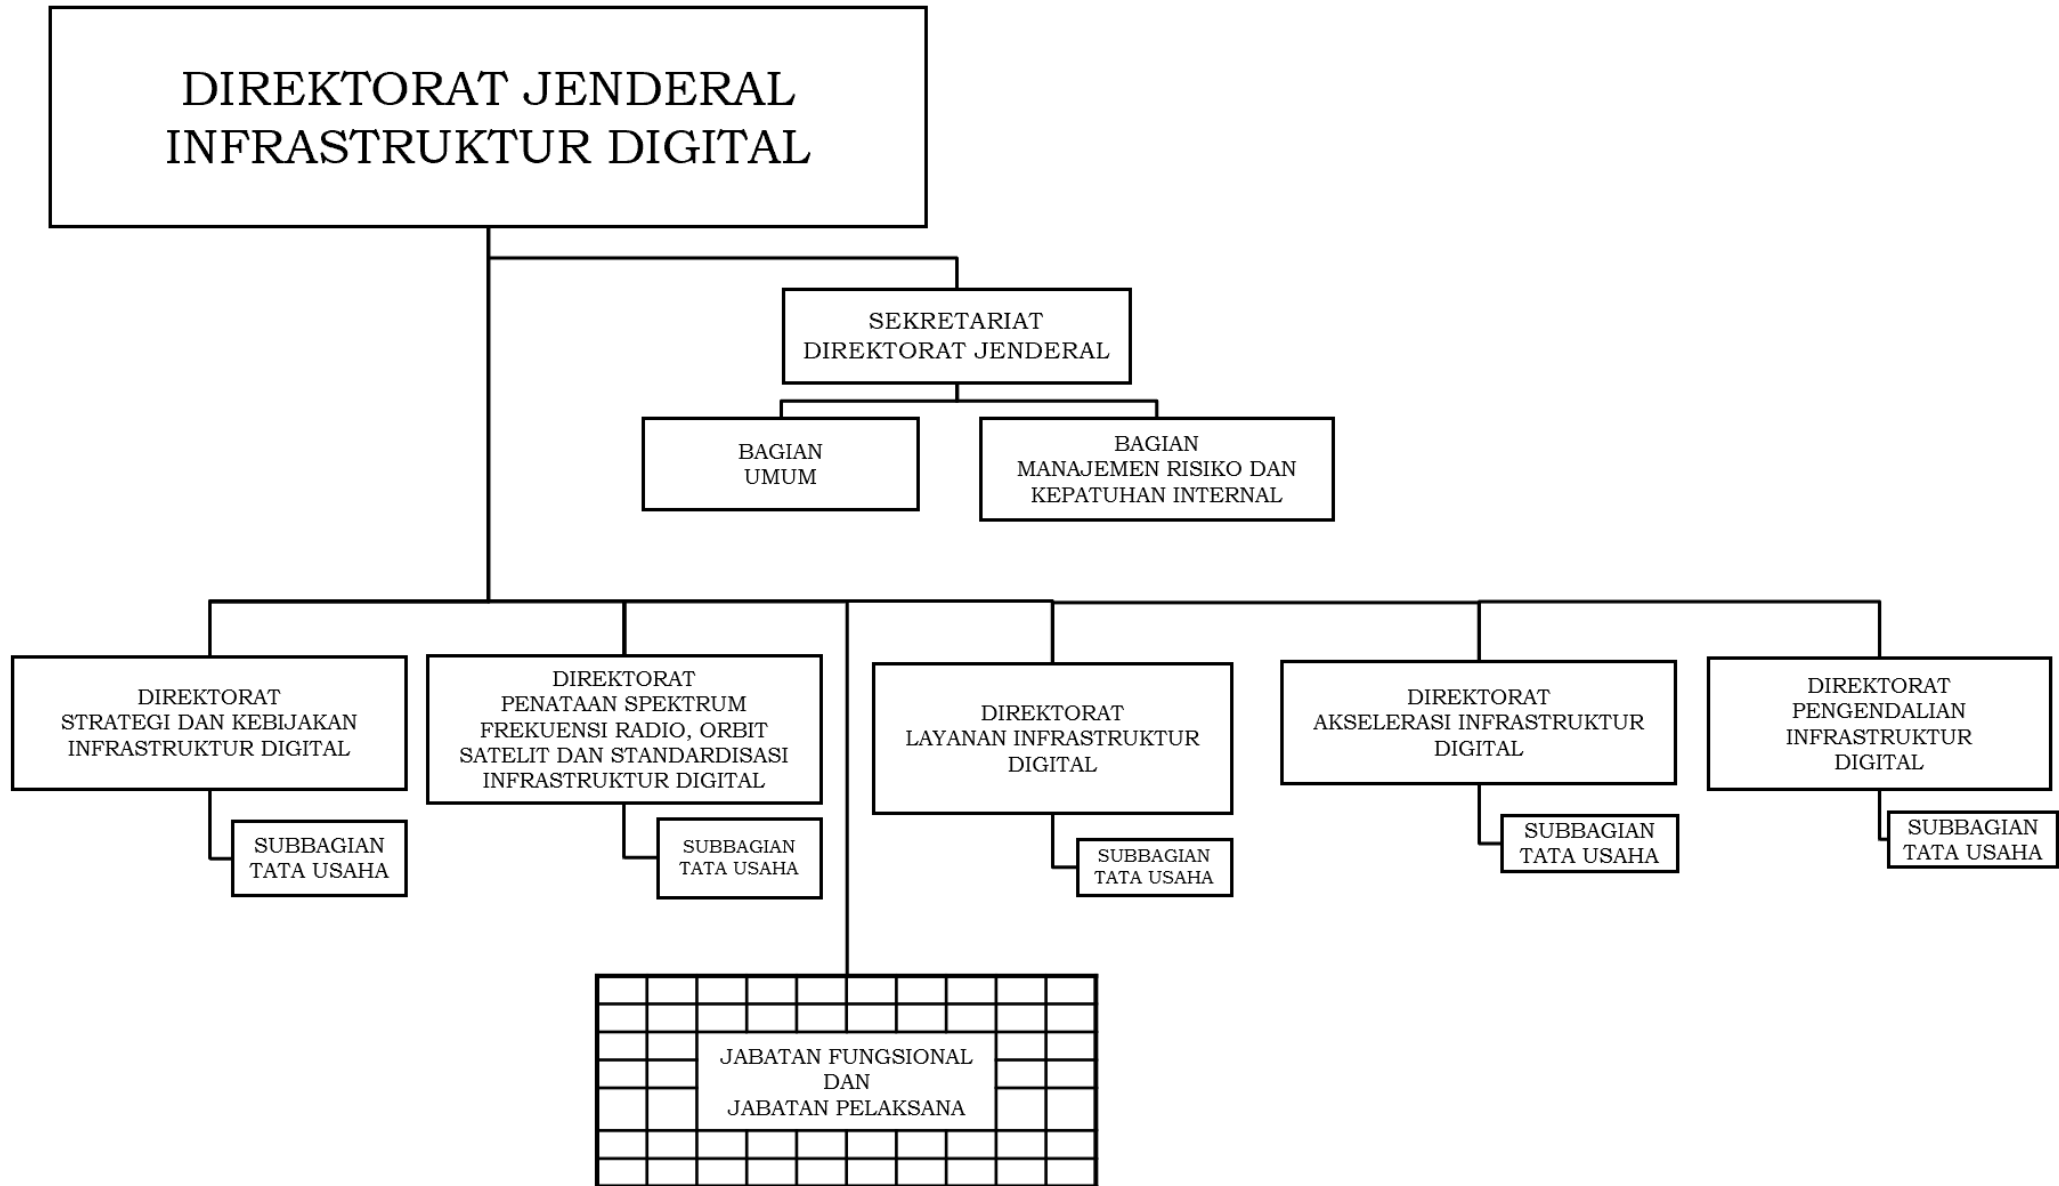 DIREKTORAT JENDERAL
INFRASTRUKTUR DIGITAL
SEKRETARIAT
DIREKTORAT JENDERAL
BAGIAN
UMUM
BAGIAN
MANAJEMEN RISIKO DAN
KEPATUHAN INTERNAL
DIREKTORAT
STRATEGI DAN KEBIJAKAN
INFRASTRUKTUR DIGITAL
DIREKTORAT
PENATAAN SPEKTRUM
FREKUENSI RADIO, ORBIT
SATELIT DAN STANDARDISASI
INFRASTRUKTUR DIGITAL
DIREKTORAT
LAYANAN INFRASTRUKTUR
DIGITAL
DIREKTORAT
AKSELERASI INFRASTRUKTUR
DIGITAL
DIREKTORAT
PENGENDALIAN
INFRASTRUKTUR
DIGITAL
SUBBAGIAN
TATA USAHA
SUBBAGIAN
TATA USAHA
SUBBAGIAN
TATA USAHA
SUBBAGIAN
TATA USAHA
SUBBAGIAN
TATA USAHA
JABATAN FUNGSIONAL
DAN
JABATAN PELAKSANA